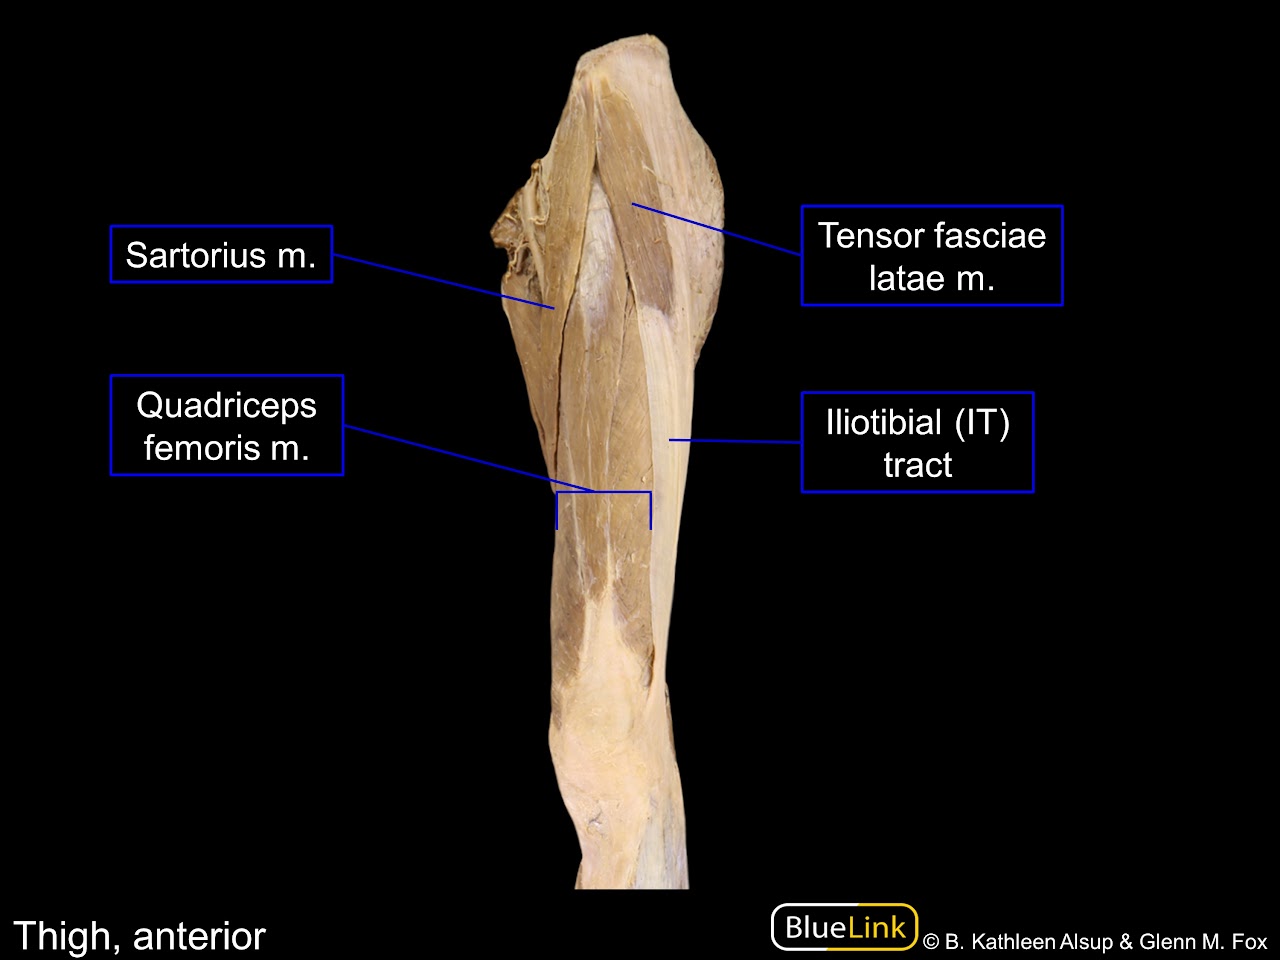 Sartorius m.
Tensor fasciae
latae m.
Quadriceps
femoris m.
Iliotibial (IT)
tract
Thigh, anterior
BlueLink
© B. Kathleen Alsup & Glenn M. Fox